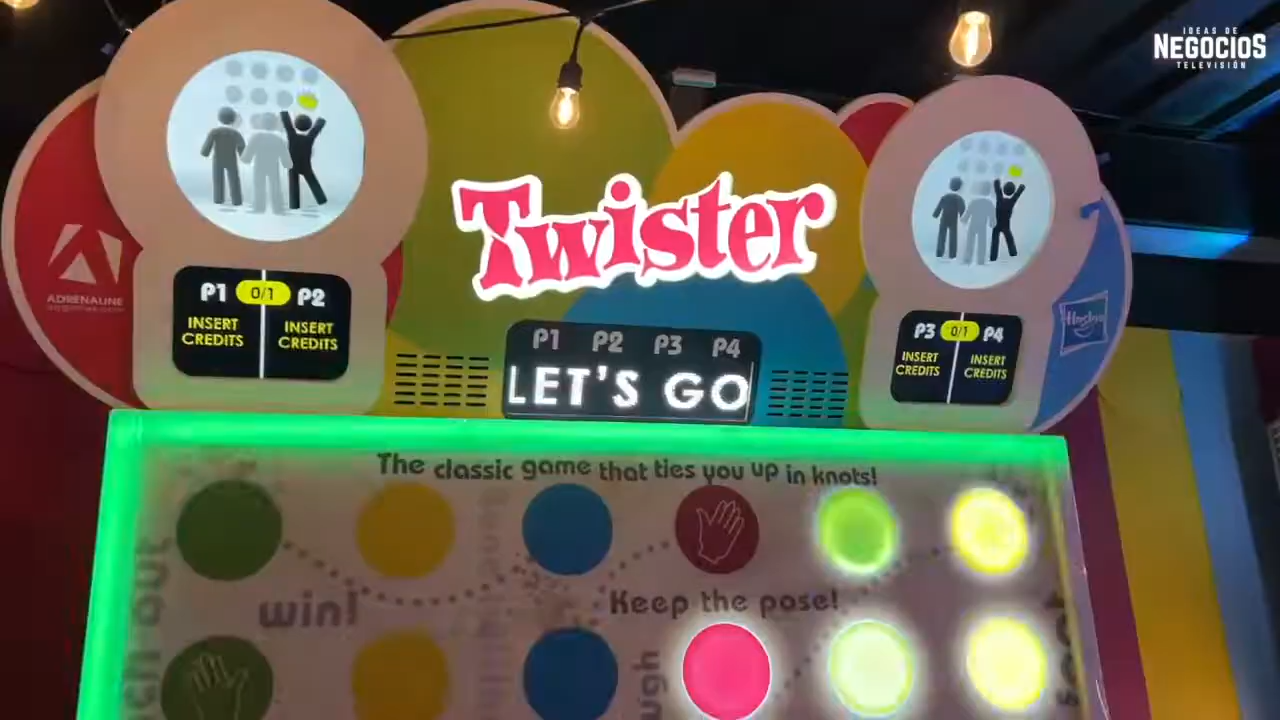 IDEAS DE
NEGOCIOS
TELEVISIÓN
Twister
ADRENALINE
P1 0/1 P2
INSERT CREDITS
INSERT CREDITS
P1 P2 P3 P4
LET'S GO
P3 0/1 P4
INSERT CREDITS
INSERT CREDITS
Hasbro
The classic game that ties you up in knots!
win!
Keep the pose!